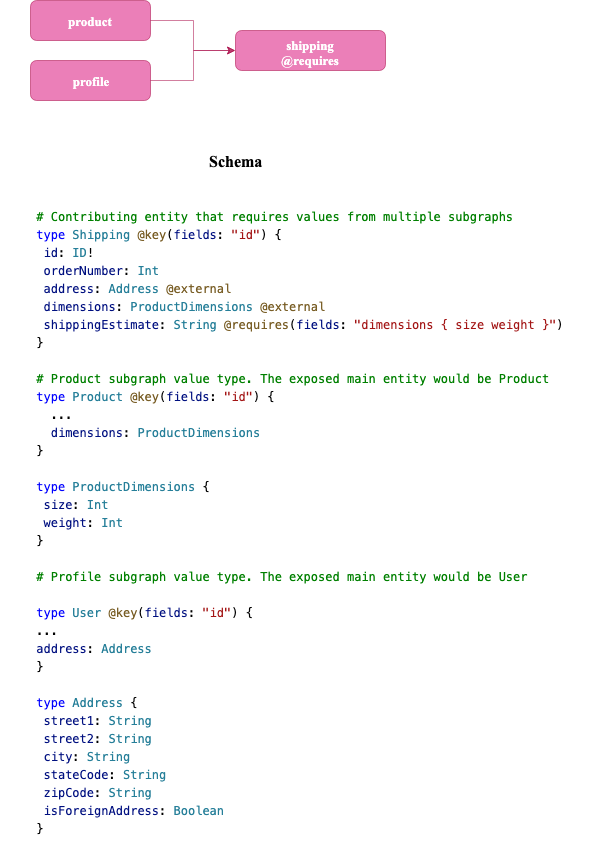 product
profile
shipping
@requires
Schema
# Contributing entity that requires values from multiple subgraphs
type Shipping @key(fields: "id") {
id: ID!
orderNumber: Int
address: Address @external
dimensions: ProductDimensions @external
shippingEstimate: String @requires(fields: "dimensions { size weight }")
}
# Product subgraph value type. The exposed main entity would be Product
type Product @key(fields: "id") {
...
dimensions: ProductDimensions
}
type ProductDimensions {
size: Int
weight: Int
}
# Profile subgraph value type. The exposed main entity would be User
type User @key(fields: "id") {
...
address: Address
}
type Address {
street1: String
street2: String
city: String
stateCode: String
zipCode: String
isForeignAddress: Boolean
}